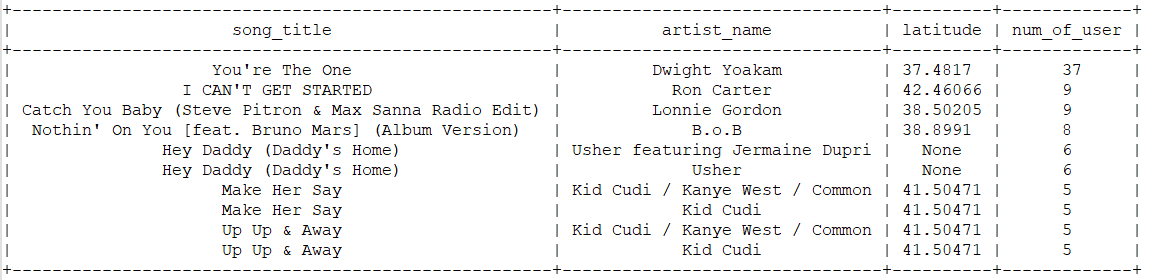 +------------------------------------------------------+--------------------------------+----------+-------------+
|                      song_title                      |          artist_name           | latitude | num_of_user |
+------------------------------------------------------+--------------------------------+----------+-------------+
|                    You're The One                    |         Dwight Yoakam          | 37.4817  |      37     |
|                 I CAN'T GET STARTED                  |           Ron Carter           | 42.46066 |      9      |
| Catch You Baby (Steve Pitron & Max Sanna Radio Edit) |         Lonnie Gordon          | 38.50205 |      9      |
|  Nothin' On You [feat. Bruno Mars] (Album Version)   |             B.o.B              | 38.8991  |      8      |
|               Hey Daddy (Daddy's Home)               | Usher featuring Jermaine Dupri |   None   |      6      |
|               Hey Daddy (Daddy's Home)               |             Usher              |   None   |      6      |
|                     Make Her Say                     | Kid Cudi / Kanye West / Common | 41.50471 |      5      |
|                     Make Her Say                     |            Kid Cudi            | 41.50471 |      5      |
|                     Up Up & Away                     | Kid Cudi / Kanye West / Common | 41.50471 |      5      |
|                     Up Up & Away                     |            Kid Cudi            | 41.50471 |      5      |
+------------------------------------------------------+--------------------------------+----------+-------------+